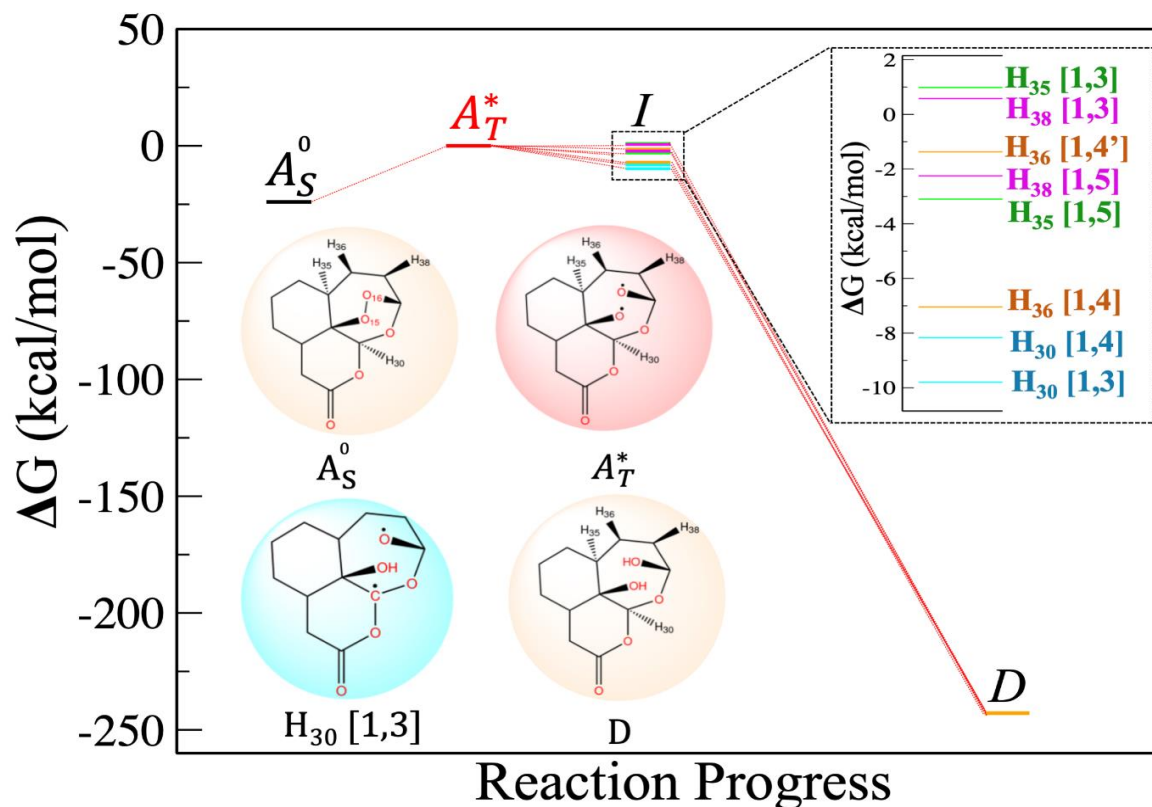 ΔG (kcal/mol)
50
0
-50
-100
-150
-200
-250
Reaction Progress
A_S^0
A_T^*
I
D
ΔG (kcal/mol)
2
0
-2
-4
-6
-8
-10
H₃₅ [1,3]
H₃₈ [1,3]
H₃₆ [1,4']
H₃₈ [1,5]
H₃₅ [1,5]
H₃₆ [1,4]
H₃₀ [1,4]
H₃₀ [1,3]
H₃₆
H₃₅
H₃₈
O₁₆
O₁₅
O
H₃₀
O
O
A_S^0
H₃₆
H₃₅
H₃₈
O
O
O
H₃₀
O
O
A_T^*
O
OH
O
C
O
O
H₃₀ [1,3]
H₃₆
H₃₅
H₃₈
HO
OH
O
H₃₀
O
O
D